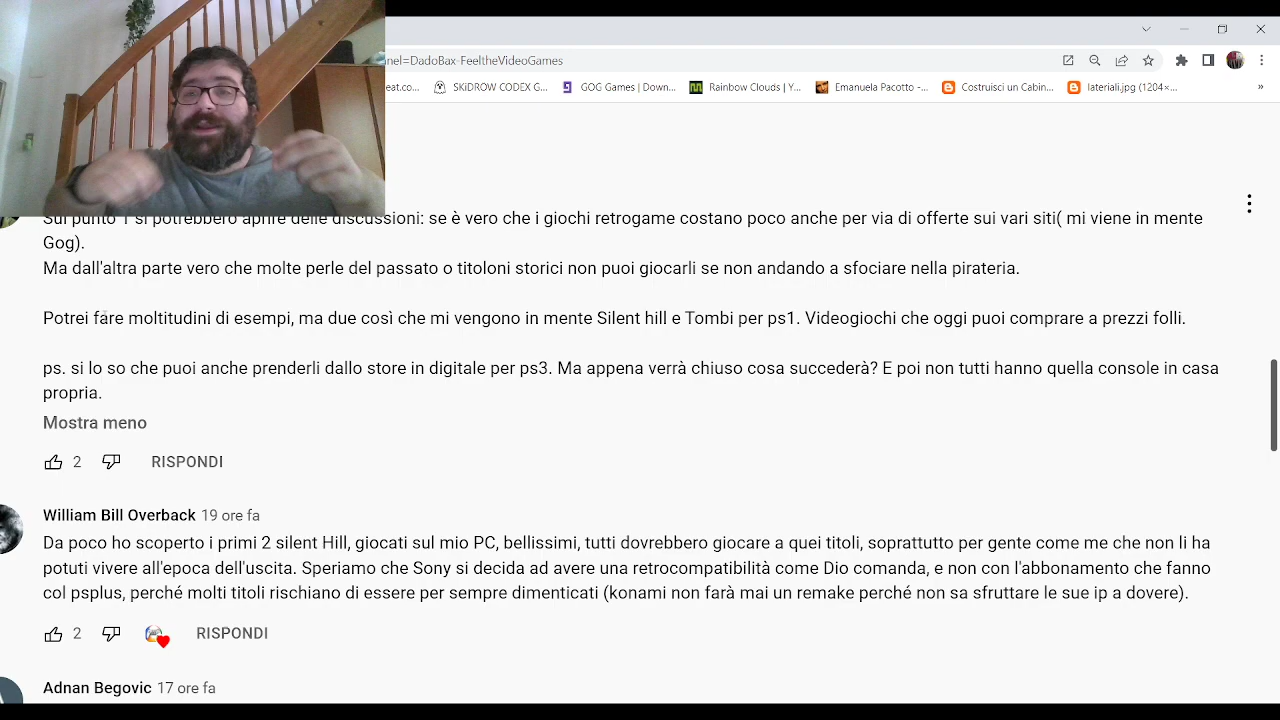 nel=DadoBax-FeeltheVideoGames
eat.co... SKiDROW CODEX G... GOG Games | Down... Rainbow Clouds | Y... Emanuela Pacotto -... Costruisci un Cabin... lateriali.jpg (1204×... »
Sul punto 1 si potrebbero aprire delle discussioni: se è vero che i giochi retrogame costano poco anche per via di offerte sui vari siti( mi viene in mente
Gog).
Ma dall'altra parte vero che molte perle del passato o titoloni storici non puoi giocarli se non andando a sfociare nella pirateria.
Potrei fare moltitudini di esempi, ma due così che mi vengono in mente Silent hill e Tombi per ps1. Videogiochi che oggi puoi comprare a prezzi folli.
ps. si lo so che puoi anche prenderli dallo store in digitale per ps3. Ma appena verrà chiuso cosa succederà? E poi non tutti hanno quella console in casa
propria.
Mostra meno
2 RISPONDI
William Bill Overback 19 ore fa
Da poco ho scoperto i primi 2 silent Hill, giocati sul mio PC, bellissimi, tutti dovrebbero giocare a quei titoli, soprattutto per gente come me che non li ha
potuti vivere all'epoca dell'uscita. Speriamo che Sony si decida ad avere una retrocompatibilità come Dio comanda, e non con l'abbonamento che fanno
col psplus, perché molti titoli rischiano di essere per sempre dimenticati (konami non farà mai un remake perché non sa sfruttare le sue ip a dovere).
2 RISPONDI
Adnan Begovic 17 ore fa